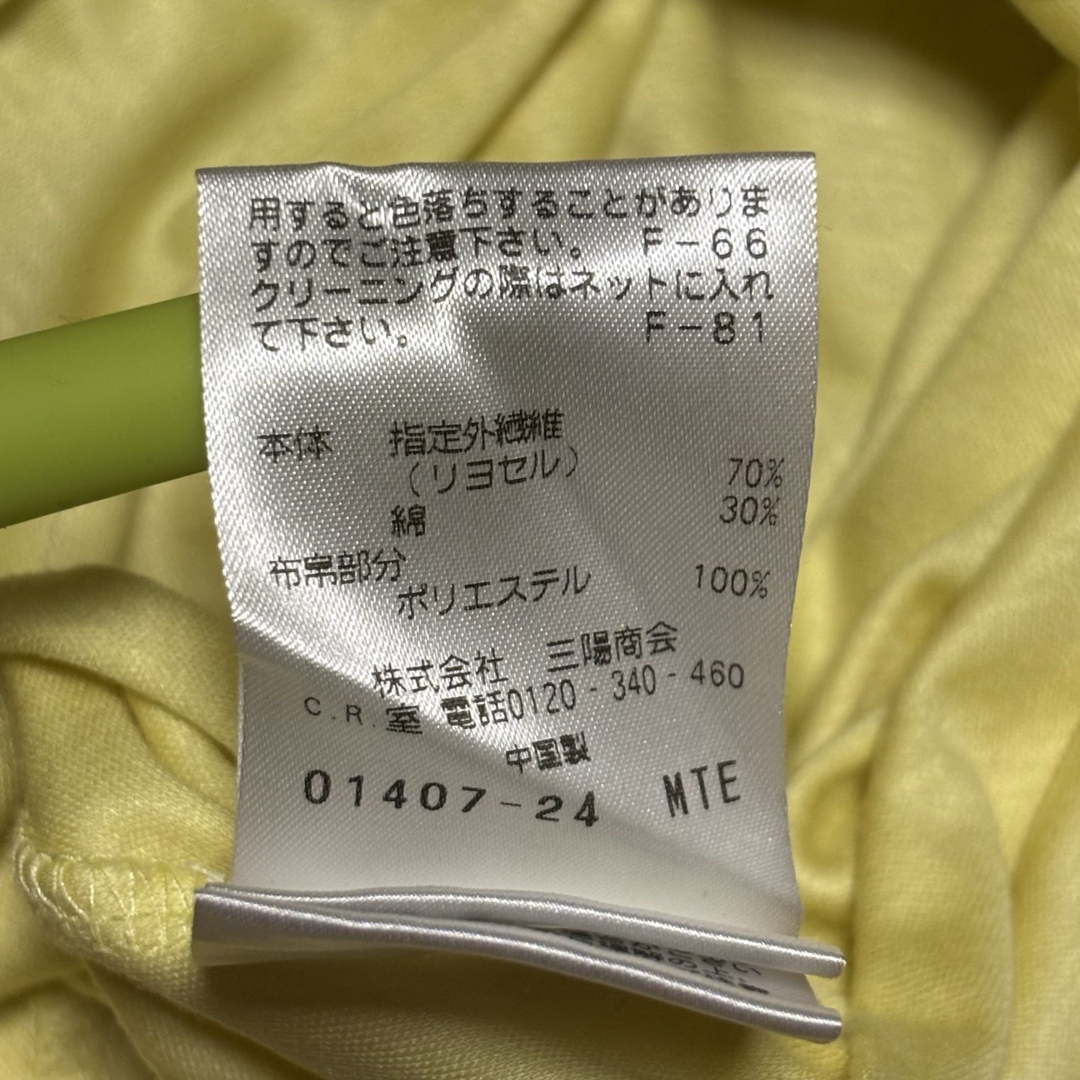 用すると色落ちすることがありま
すのでご注意下さい。 F-66
クリーニングの際はネットに入れ
て下さい。 F-81
本体 指定外繊維
(リヨセル) 70%
綿 30%
布帛部分
ポリエステル 100%
株式会社 三陽商会
C.R.室 電話0120-340-460
中国製
01407-24 MTE